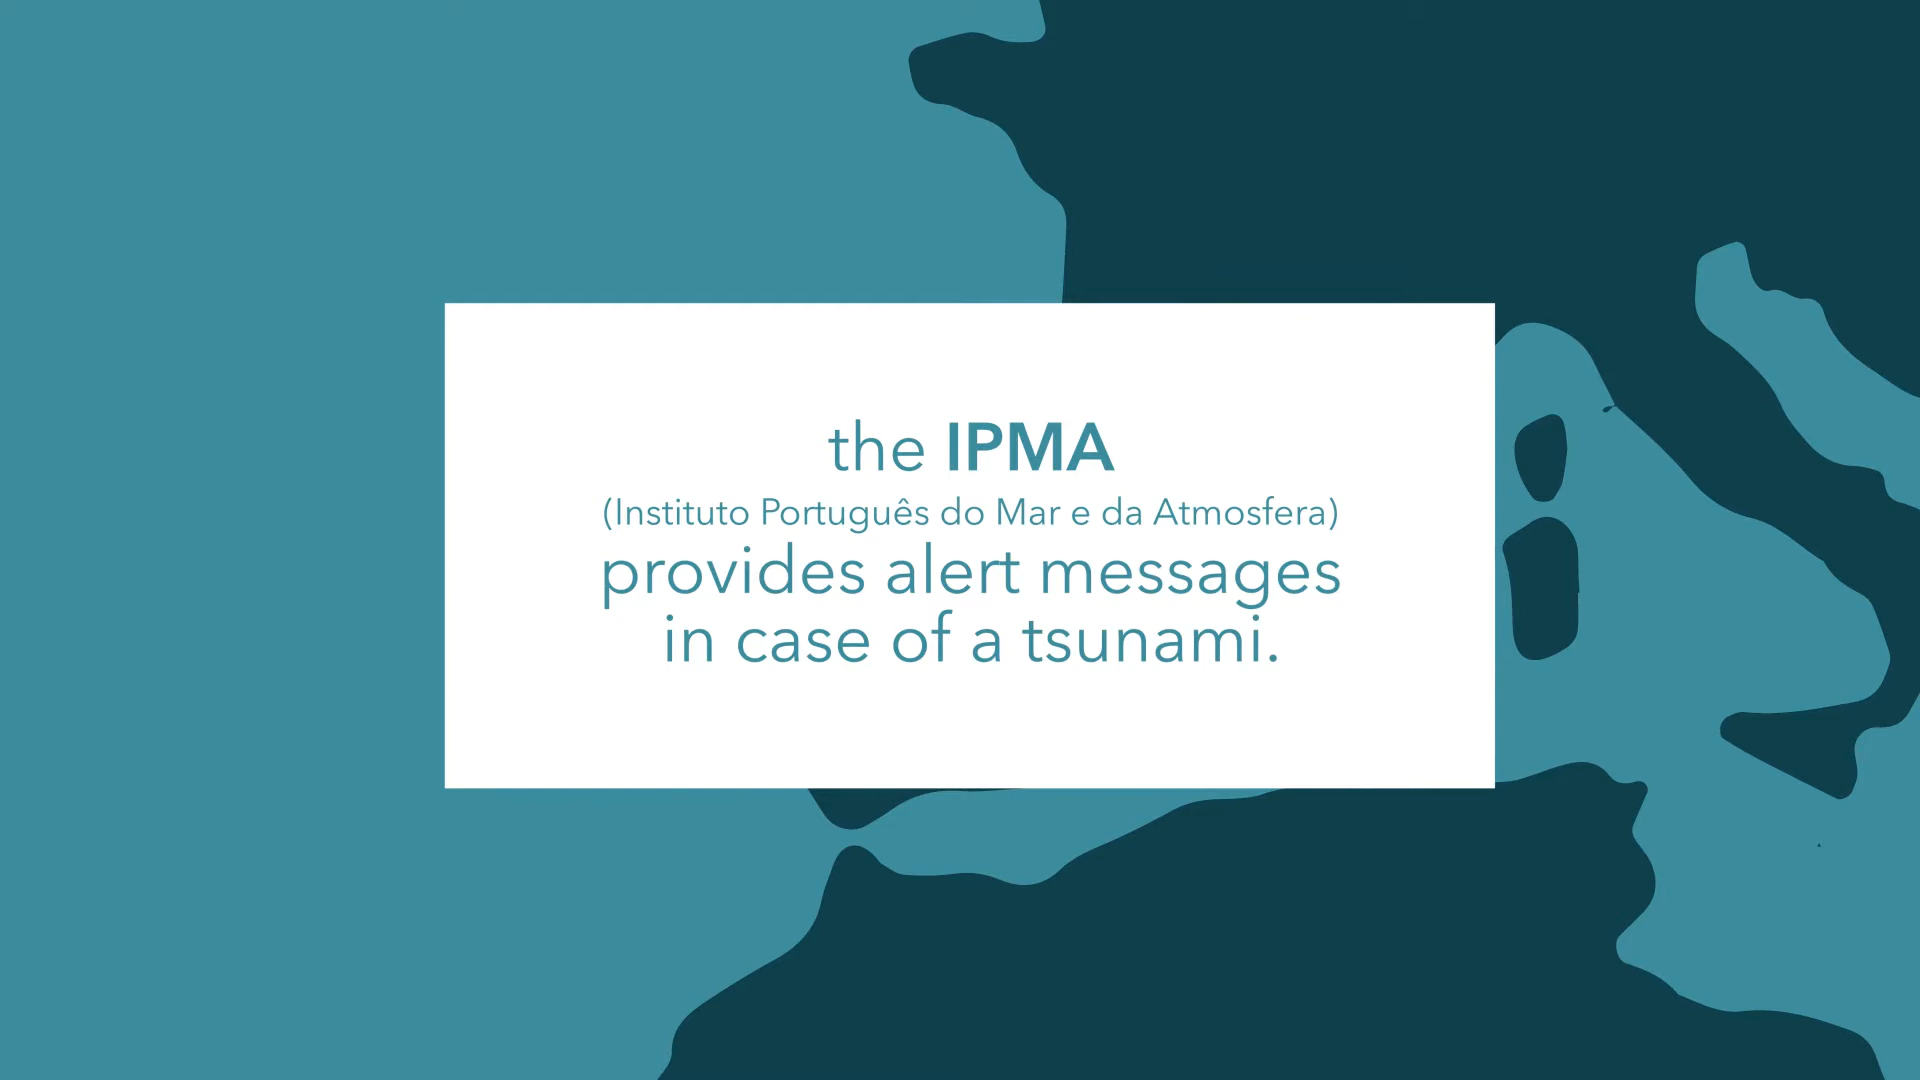 the IPMA
(Instituto Português do Mar e da Atmosfera)
provides alert messages
in case of a tsunami.